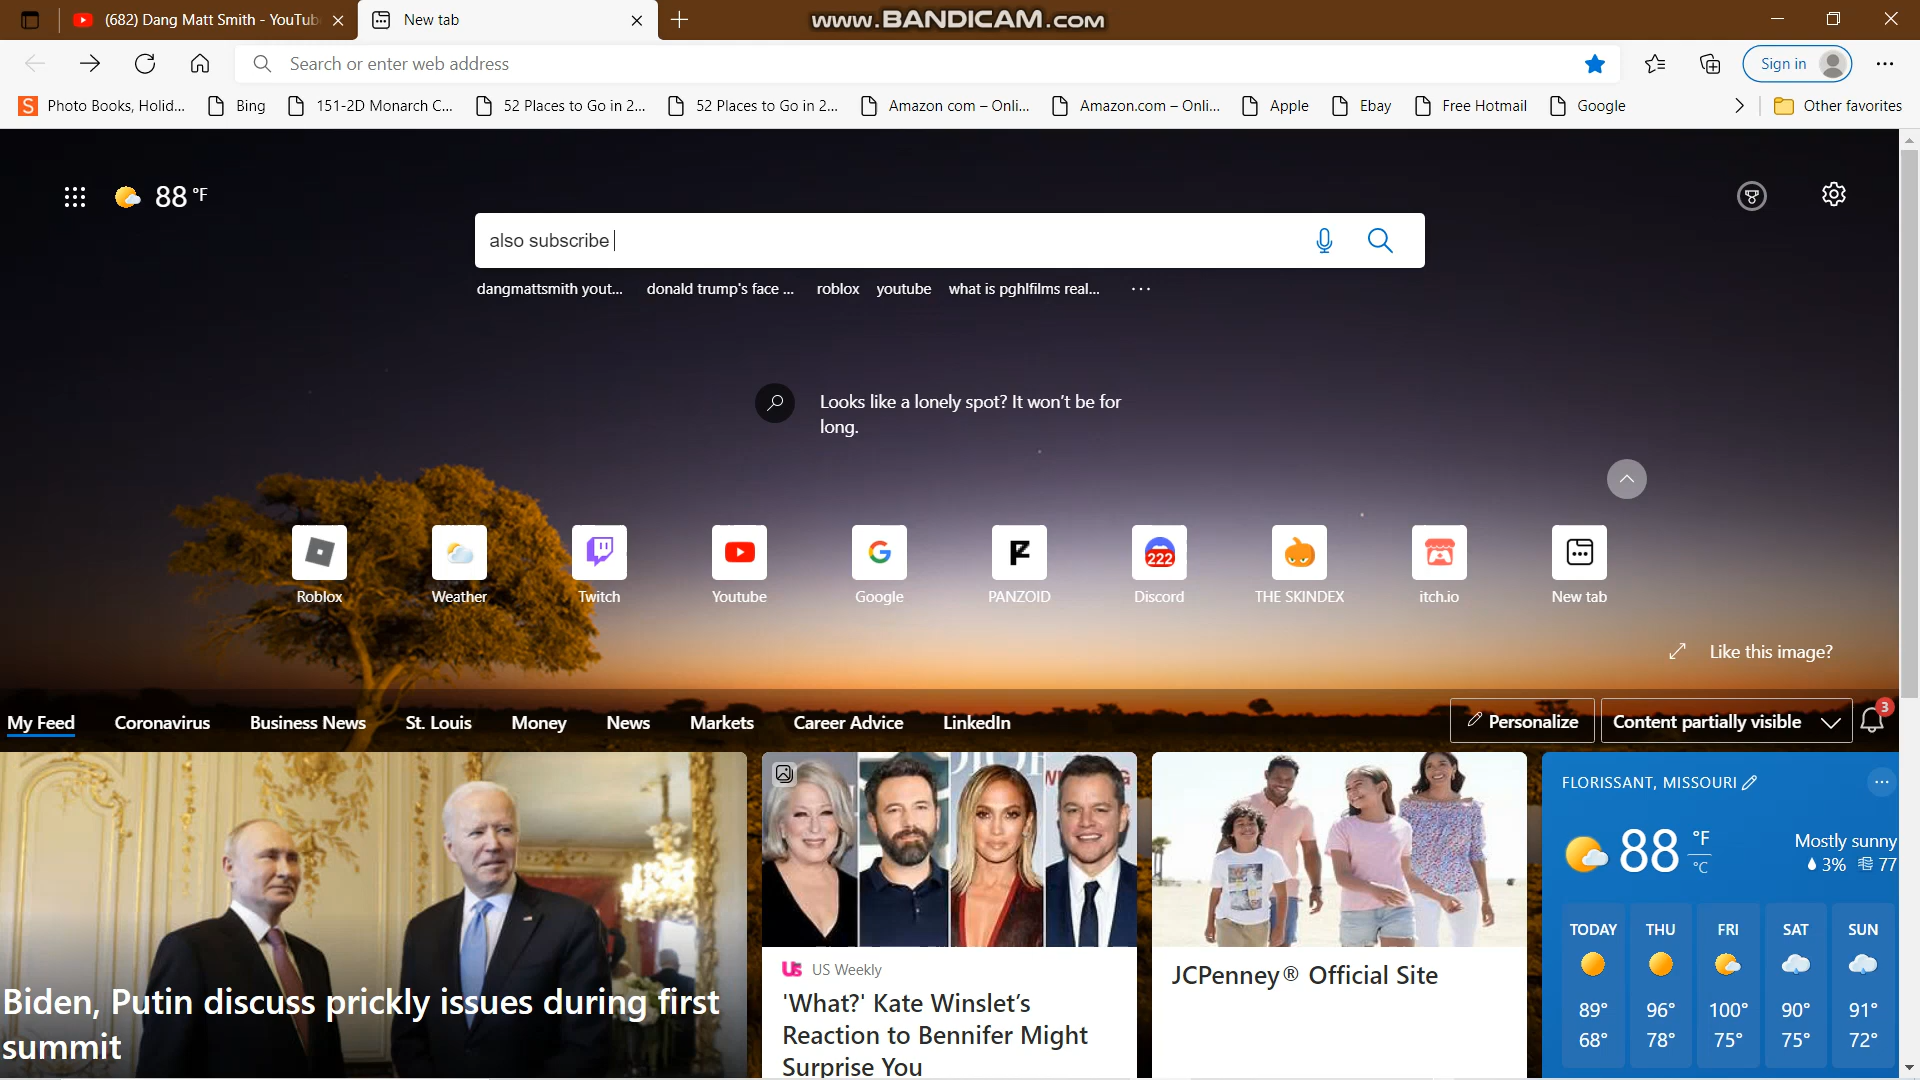 (682) Dang Matt Smith - YouTub
New tab
www.BANDICAM.com
Search or enter web address
Sign in
Photo Books, Holid...
Bing
151-2D Monarch C...
52 Places to Go in 2...
52 Places to Go in 2...
Amazon com – Onli...
Amazon.com – Onli...
Apple
Ebay
Free Hotmail
Google
Other favorites
88 °F
also subscribe
dangmattsmith yout...
donald trump's face ...
roblox
youtube
what is pghlfilms real...
Looks like a lonely spot? It won't be for
long.
222
Roblox
Weather
Twitch
Youtube
Google
PANZOID
Discord
THE SKINDEX
itch.io
New tab
Like this image?
My Feed
Coronavirus
Business News
St. Louis
Money
News
Markets
Career Advice
LinkedIn
Personalize
Content partially visible
3
Biden, Putin discuss prickly issues during first
summit
Us
US Weekly
'What?' Kate Winslet's
Reaction to Bennifer Might
Surprise You
JCPenney® Official Site
FLORISSANT, MISSOURI
88 °F
°C
Mostly sunny
3% 77
TODAY THU FRI SAT SUN
89° 96° 100° 90° 91°
68° 78° 75° 75° 72°